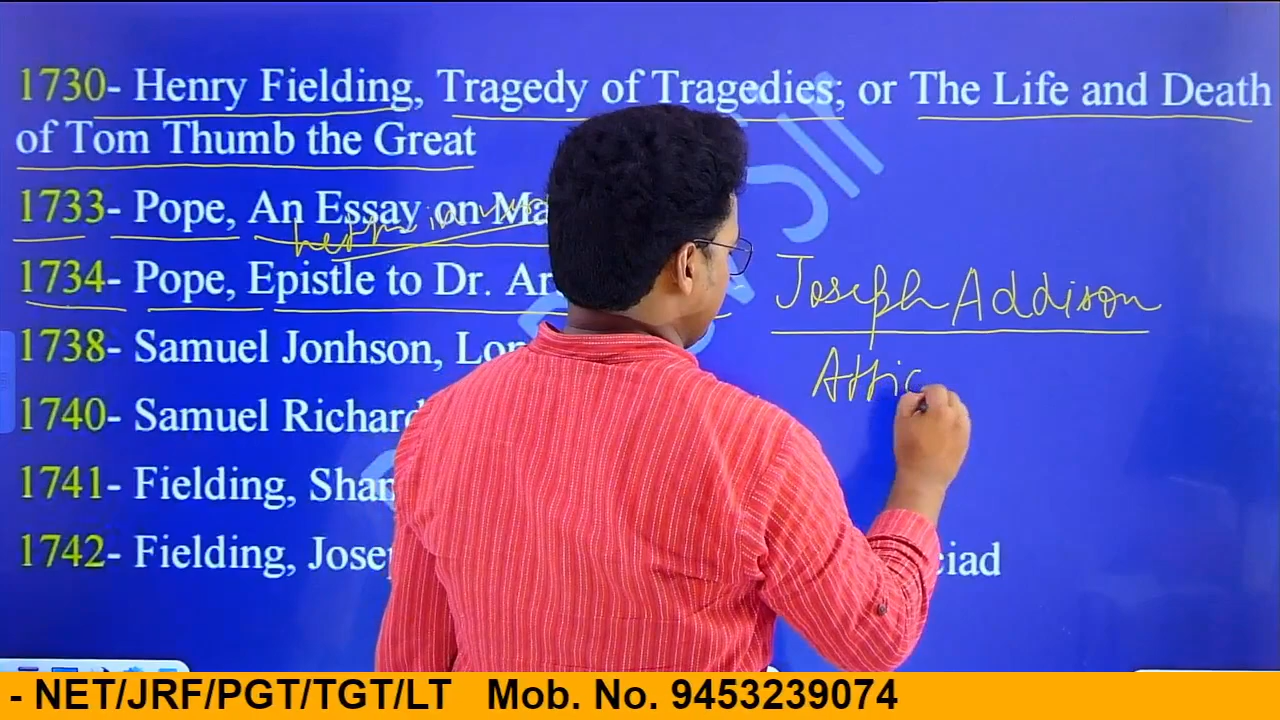 1730- Henry Fielding, Tragedy of Tragedies; or The Life and Death
of Tom Thumb the Great
1733- Pope, An Essay on Ma
1734- Pope, Epistle to Dr. Ar
Joseph Addison
1738- Samuel Jonhson, Lon
Attic
1740- Samuel Richard
1741- Fielding, Sham
1742- Fielding, Josep ciad
- NET/JRF/PGT/TGT/LT Mob. No. 9453239074